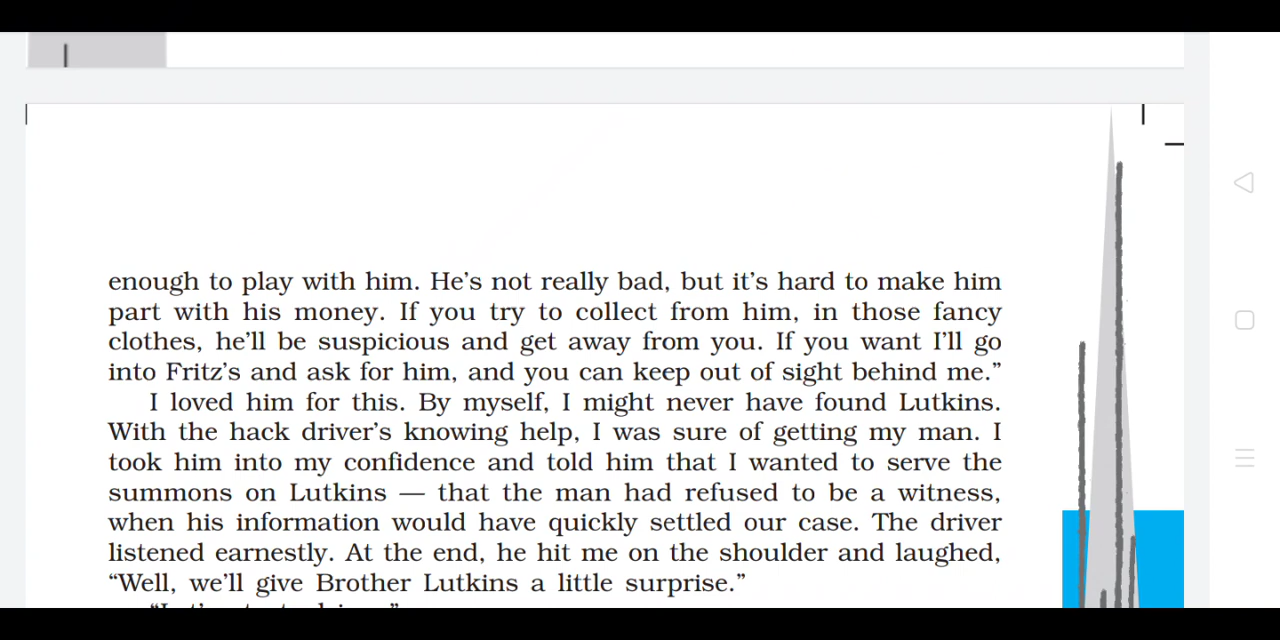 enough to play with him. He's not really bad, but it's hard to make him
part with his money. If you try to collect from him, in those fancy
clothes, he'll be suspicious and get away from you. If you want I'll go
into Fritz's and ask for him, and you can keep out of sight behind me.”
I loved him for this. By myself, I might never have found Lutkins.
With the hack driver's knowing help, I was sure of getting my man. I
took him into my confidence and told him that I wanted to serve the
summons on Lutkins — that the man had refused to be a witness,
when his information would have quickly settled our case. The driver
listened earnestly. At the end, he hit me on the shoulder and laughed,
“Well, we'll give Brother Lutkins a little surprise.”